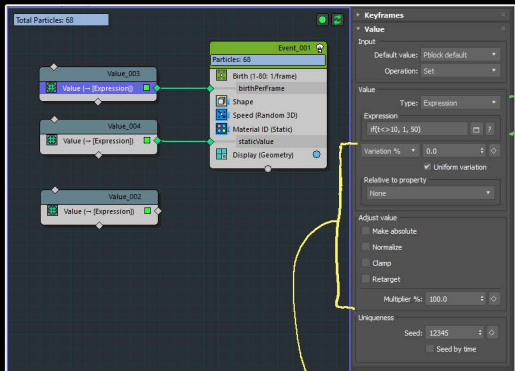 Total Particles: 68
Event_001
Particles: 68
Birth (1-80: 1/frame)
birthPerFrame
Shape
Speed (Random 3D)
Material ID (Static)
staticValue
Display (Geometry)
Value_003
Value (→ [Expression])
Value_004
Value (→ [Expression])
Value_002
Value (→ [Expression])
Keyframes
Value
Input
Default value: Pblock default
Operation: Set
Value
Type: Expression
Expression
if(t<>10, 1, 50)
?
Variation % 0.0
Uniform variation
Relative to property
None
Adjust value
Make absolute
Normalize
Clamp
Retarget
Multiplier %: 100.0
Uniqueness
Seed: 12345
Seed by time